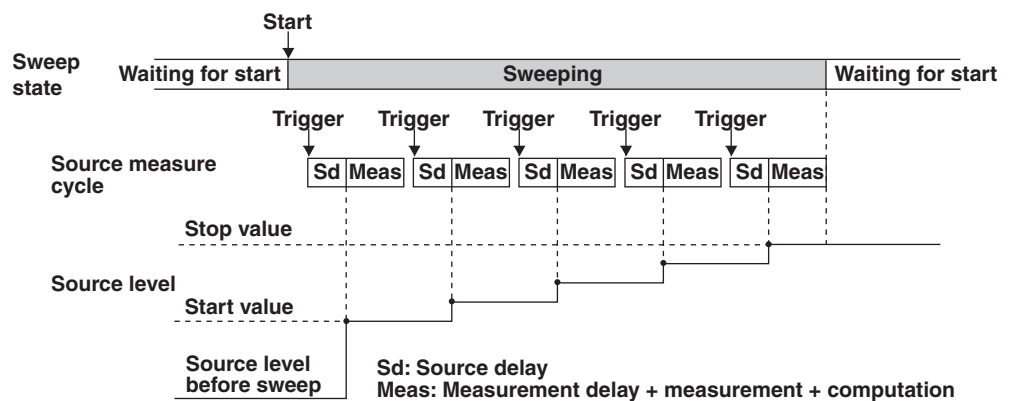 Start
Sweep
state
Waiting for start
Sweeping
Waiting for start
Trigger
Trigger
Trigger
Trigger
Trigger
Source measure
cycle
Sd
Meas
Sd
Meas
Sd
Meas
Sd
Meas
Sd
Meas
Stop value
Source level
Start value
Source level
before sweep
Sd: Source delay
Meas: Measurement delay + measurement + computation